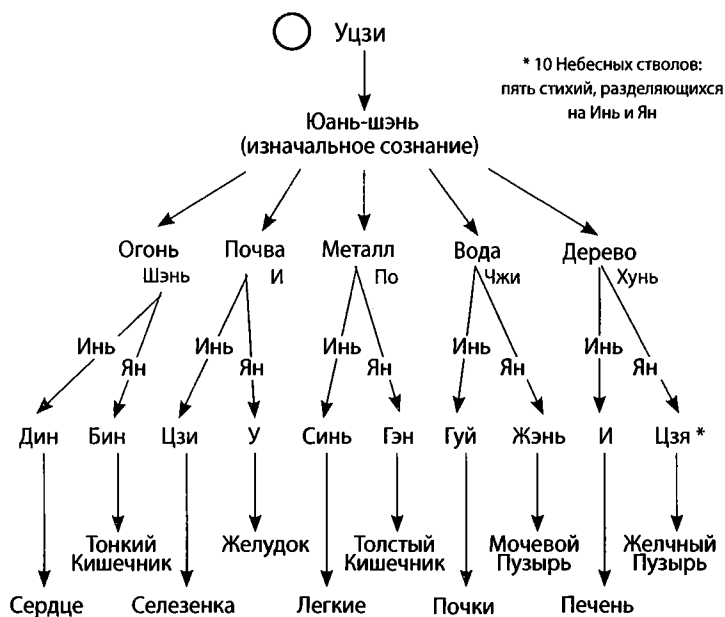 Уцзи
* 10 Небесных стволов:
пять стихий, разделяющихся
на Инь и Ян
Юань-шэнь
(изначальное сознание)
Огонь Почва Металл Вода Дерево
Шэнь И По Чжи Хунь
Инь Инь Инь Инь Инь
Ян Ян Ян Ян Ян
Дин Бин Цзи У Синь Гэн Гуй Жэнь И Цзя *
Тонкий Желудок Толстый Мочевой Желчный
Кишечник Кишечник Пузырь Пузырь
Сердце Селезенка Легкие Почки Печень